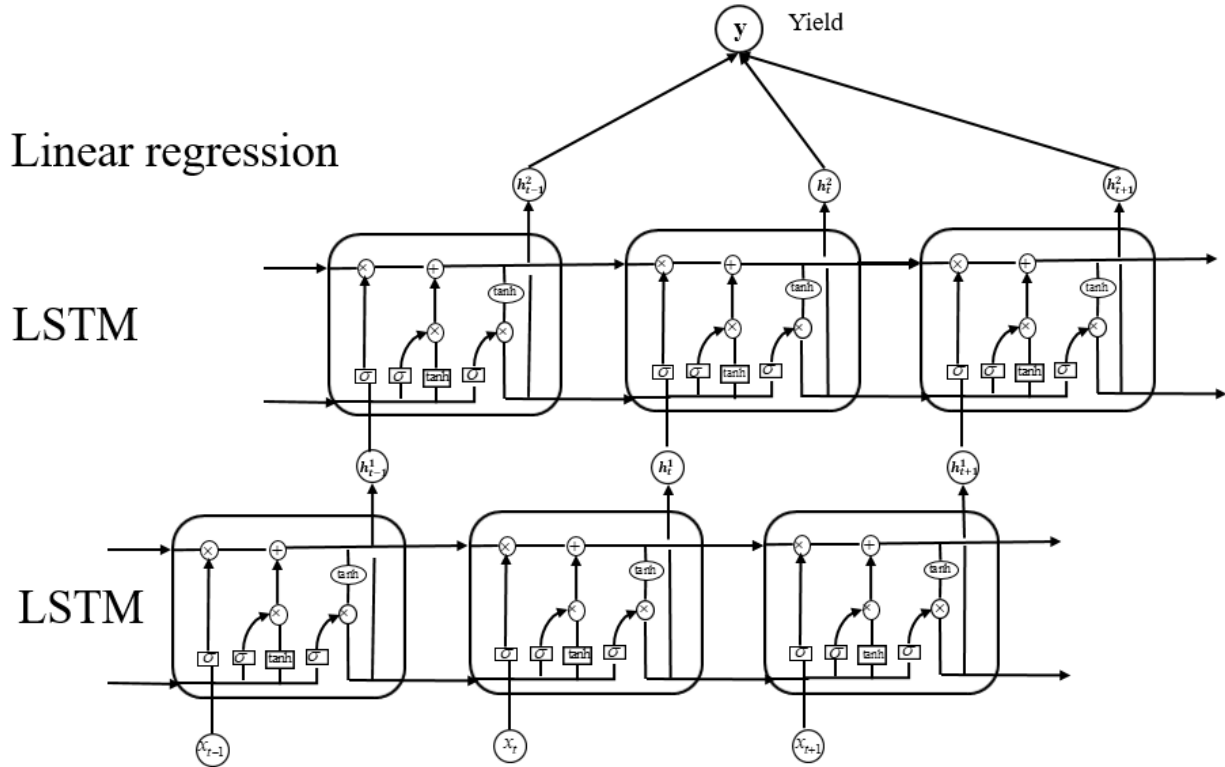 y Yield
Linear regression
h²ₜ₋₁ h²ₜ h²ₜ₊₁
× + × + × +
tanh tanh tanh
LSTM
× × × × × ×
σ σ tanh σ σ σ tanh σ σ σ tanh σ
h¹ₜ₋₁ h¹ₜ h¹ₜ₊₁
× + × + × +
tanh tanh tanh
LSTM
× × × × × ×
σ σ tanh σ σ σ tanh σ σ σ tanh σ
xₜ₋₁ xₜ xₜ₊₁